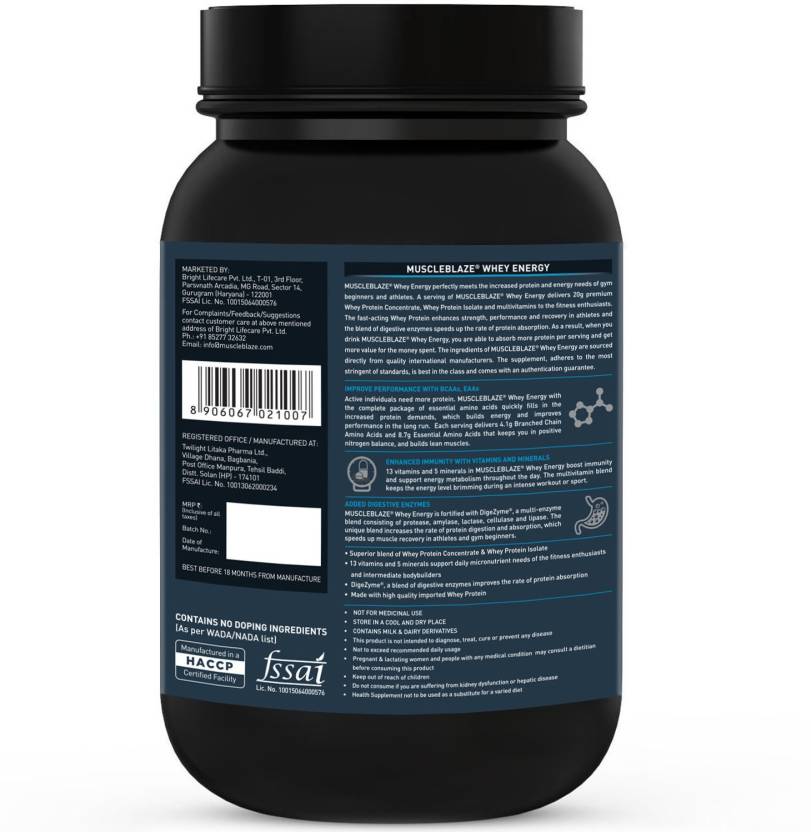 MARKETED BY:
Bright Lifecare Pvt. Ltd., T-01, 3rd Floor,
Parsvnath Arcadia, MG Road, Sector 14,
Gurugram (Haryana) - 122001
FSSAI Lic. No. 10015064000576
For Complaints/Feedback/Suggestions
contact customer care at above mentioned
address of Bright Lifecare Pvt. Ltd.
Ph.: +91 85277 32632
Email: info@muscleblaze.com
8 906067 021007
REGISTERED OFFICE / MANUFACTURED AT:
Twilight Litaka Pharma Ltd.,
Village Dhana, Bagbania,
Post Office Manpura, Tehsil Baddi,
Distt. Solan (HP) - 174101
FSSAI Lic. No. 10013062000234
MRP ₹:
(Inclusive of all
taxes)
Batch No.:
Date of
Manufacture:
BEST BEFORE 18 MONTHS FROM MANUFACTURE
CONTAINS NO DOPING INGREDIENTS
(As per WADA/NADA list)
Manufactured in a
HACCP
Certified Facility
fssai
Lic. No. 10015064000576
MUSCLEBLAZE® WHEY ENERGY
MUSCLEBLAZE® Whey Energy perfectly meets the increased protein and energy needs of gym
beginners and athletes. A serving of MUSCLEBLAZE® Whey Energy delivers 20g premium
Whey Protein Concentrate, Whey Protein Isolate and multivitamins to the fitness enthusiasts.
The fast-acting Whey Protein enhances strength, performance and recovery in athletes and
the blend of digestive enzymes speeds up the rate of protein absorption. As a result, when you
drink MUSCLEBLAZE® Whey Energy, you are able to absorb more protein per serving and get
more value for the money spent. The ingredients of MUSCLEBLAZE® Whey Energy are sourced
directly from quality international manufacturers. The supplement, adheres to the most
stringent of standards, is best in the class and comes with an authentication guarantee.
IMPROVE PERFORMANCE WITH BCAAs, EAAs
Active individuals need more protein. MUSCLEBLAZE® Whey Energy with
the complete package of essential amino acids quickly fills in the
increased protein demands, which builds energy and improves
performance in the long run. Each serving delivers 4.1g Branched Chain
Amino Acids and 8.7g Essential Amino Acids that keeps you in positive
nitrogen balance, and builds lean muscles.
ENHANCED IMMUNITY WITH VITAMINS AND MINERALS
13 vitamins and 5 minerals in MUSCLEBLAZE® Whey Energy boost immunity
and support energy metabolism throughout the day. The multivitamin blend
keeps the energy level brimming during an intense workout or sport.
ADDED DIGESTIVE ENZYMES
MUSCLEBLAZE® Whey Energy is fortified with DigeZyme®, a multi-enzyme
blend consisting of protease, amylase, lactase, cellulase and lipase. The
unique blend increases the rate of protein digestion and absorption, which
speeds up muscle recovery in athletes and gym beginners.
• Superior blend of Whey Protein Concentrate & Whey Protein Isolate
• 13 vitamins and 5 minerals support daily micronutrient needs of the fitness enthusiasts
and intermediate bodybuilders
• DigeZyme®, a blend of digestive enzymes improves the rate of protein absorption
• Made with high quality imported Whey Protein
• NOT FOR MEDICINAL USE
• STORE IN A COOL AND DRY PLACE
• CONTAINS MILK & DAIRY DERIVATIVES
• This product is not intended to diagnose, treat, cure or prevent any disease
• Not to exceed recommended daily usage
• Pregnant & lactating women and people with any medical condition may consult a dietitian
before consuming this product
• Keep out of reach of children
• Do not consume if you are suffering from kidney dysfunction or hepatic disease
• Health Supplement not to be used as a substitute for a varied diet